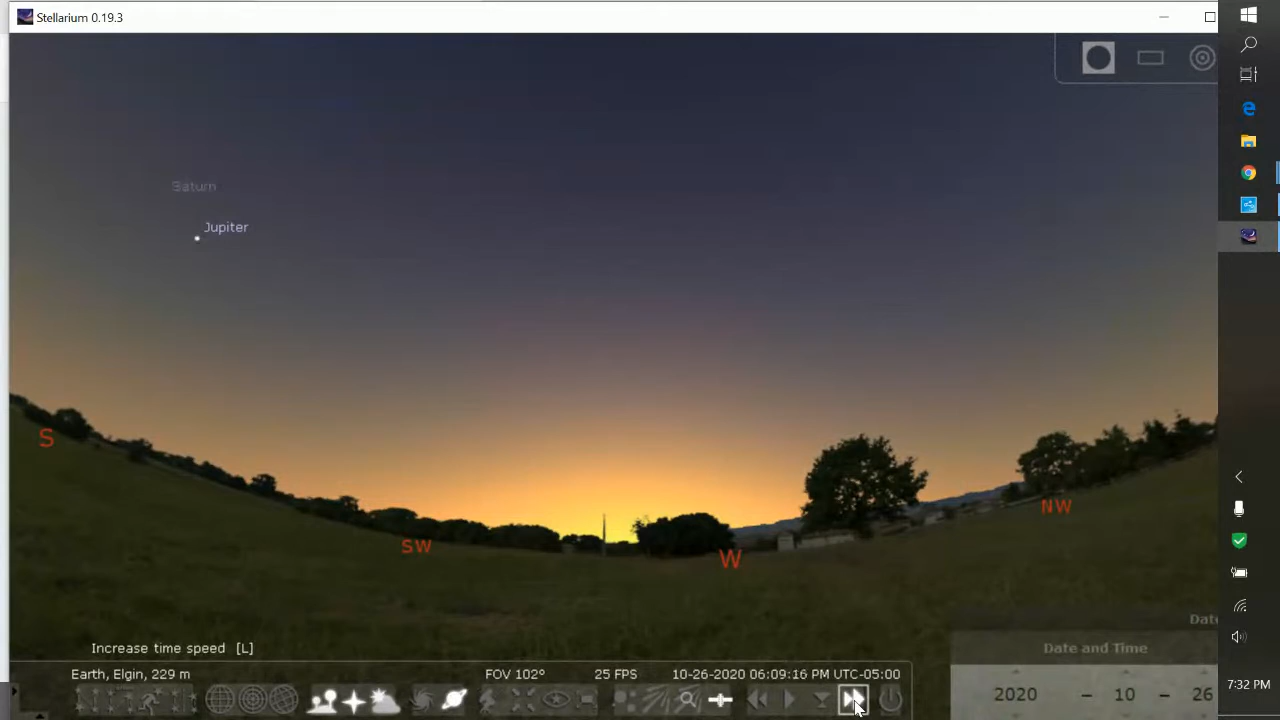 Stellarium 0.19.3
Saturn
Jupiter
S
SW
W
NW
Increase time speed [L]
Date
Date and Time
Earth, Elgin, 229 m FOV 102° 25 FPS 10-26-2020 06:09:16 PM UTC-05:00
2020 - 10 - 26
7:32 PM